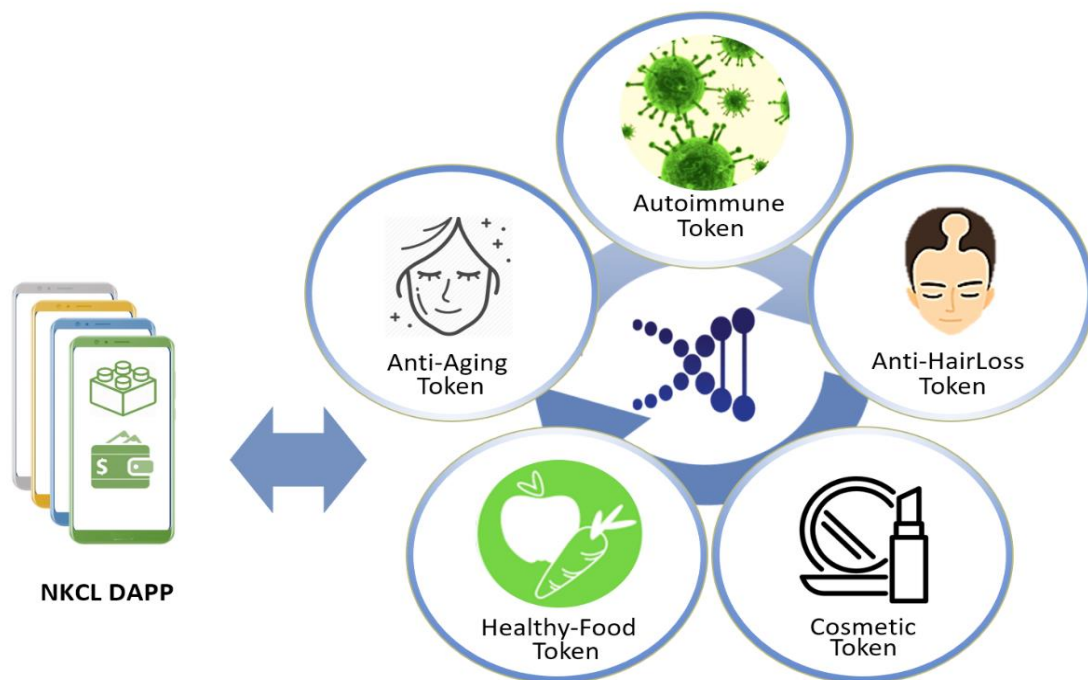 Autoimmune
Token
Anti-Aging
Token
Anti-HairLoss
Token
$
NKCL DAPP
Healthy-Food
Token
Cosmetic
Token